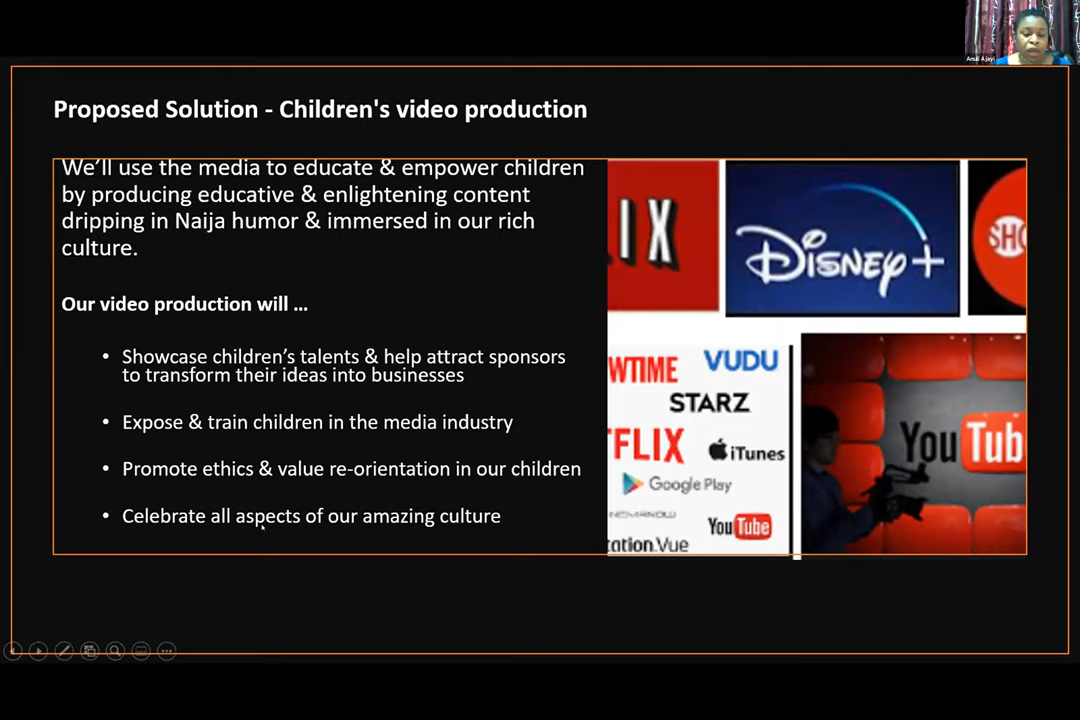 Anuli Ajayi
Proposed Solution - Children's video production
We'll use the media to educate & empower children
by producing educative & enlightening content
dripping in Naija humor & immersed in our rich
culture.
Our video production will ...
• Showcase children's talents & help attract sponsors
to transform their ideas into businesses
• Expose & train children in the media industry
• Promote ethics & value re-orientation in our children
• Celebrate all aspects of our amazing culture
LIX
Disney+
SHO
WTIME
VUDU
STARZ
TFLIX
iTunes
Google Play
YouTube
tation.Vue
YouTub